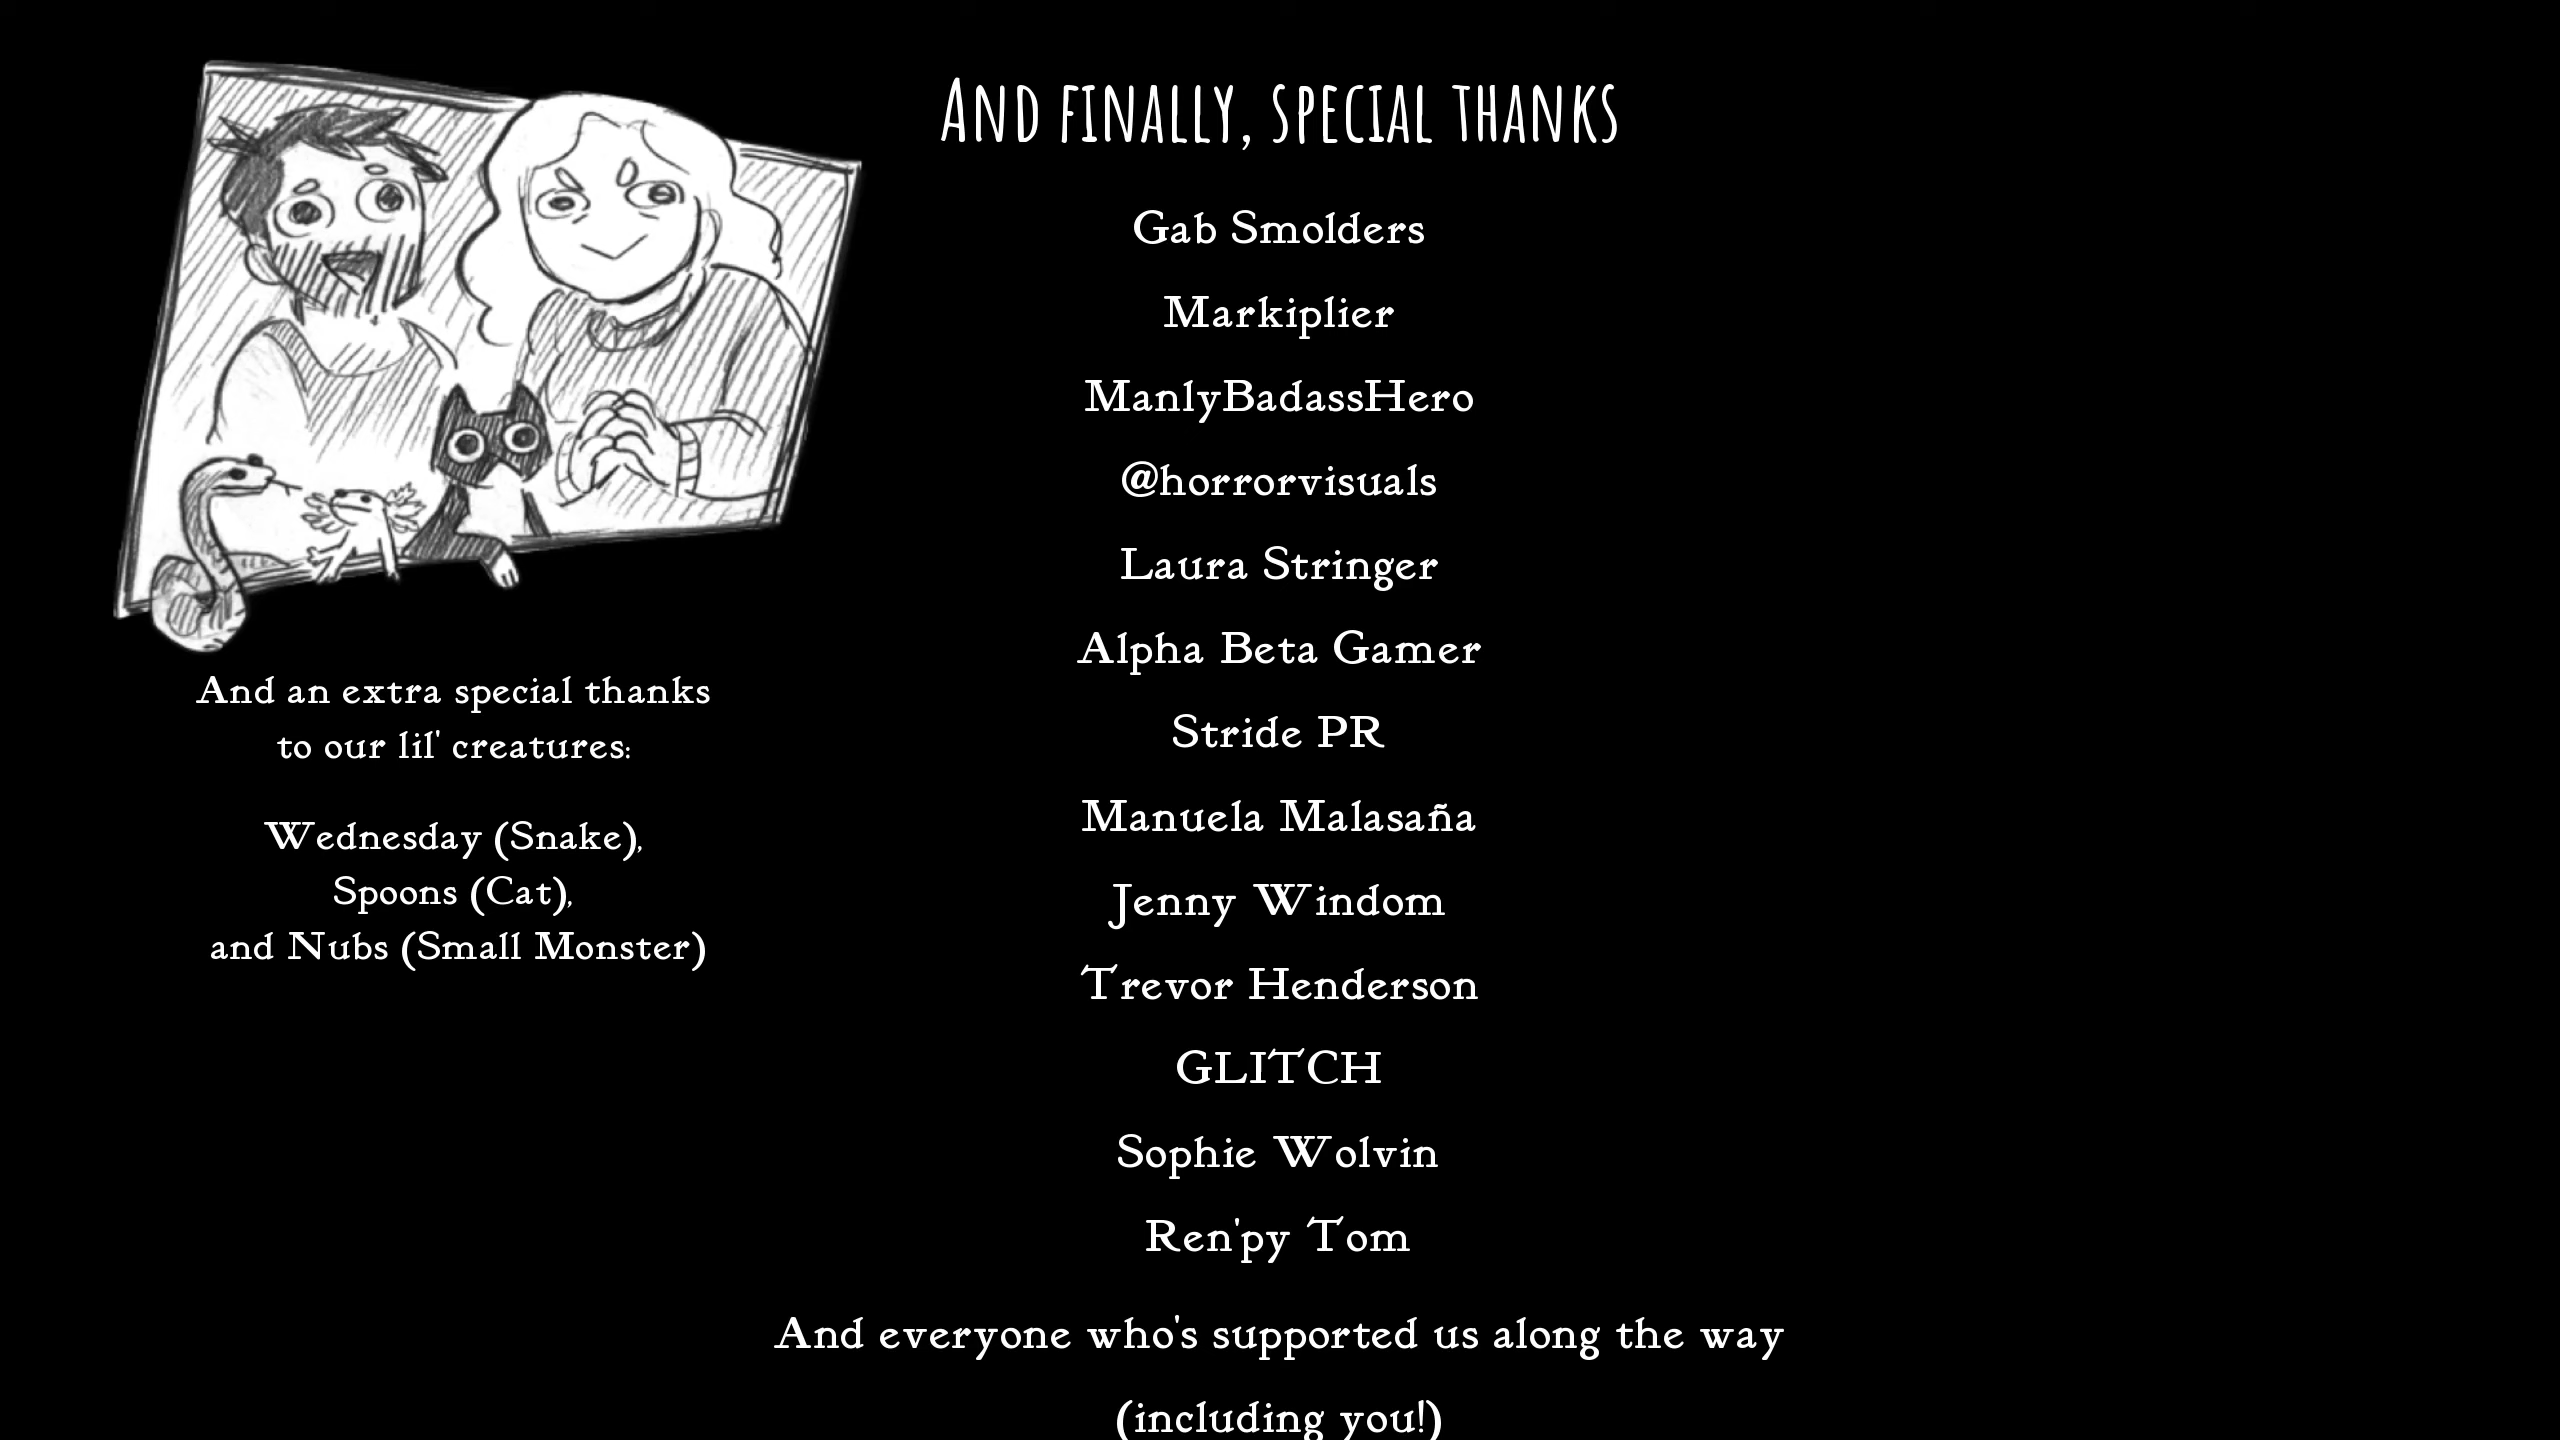 And finally, special thanks
Gab Smolders
Markiplier
ManlyBadassHero
@horrorvisuals
Laura Stringer
Alpha Beta Gamer
Stride PR
Manuela Malasaña
Jenny Windom
Trevor Henderson
GLITCH
Sophie Wolvin
Ren'py Tom
And everyone who's supported us along the way
(including you!)
And an extra special thanks
to our lil' creatures:
Wednesday (Snake),
Spoons (Cat),
and Nubs (Small Monster)